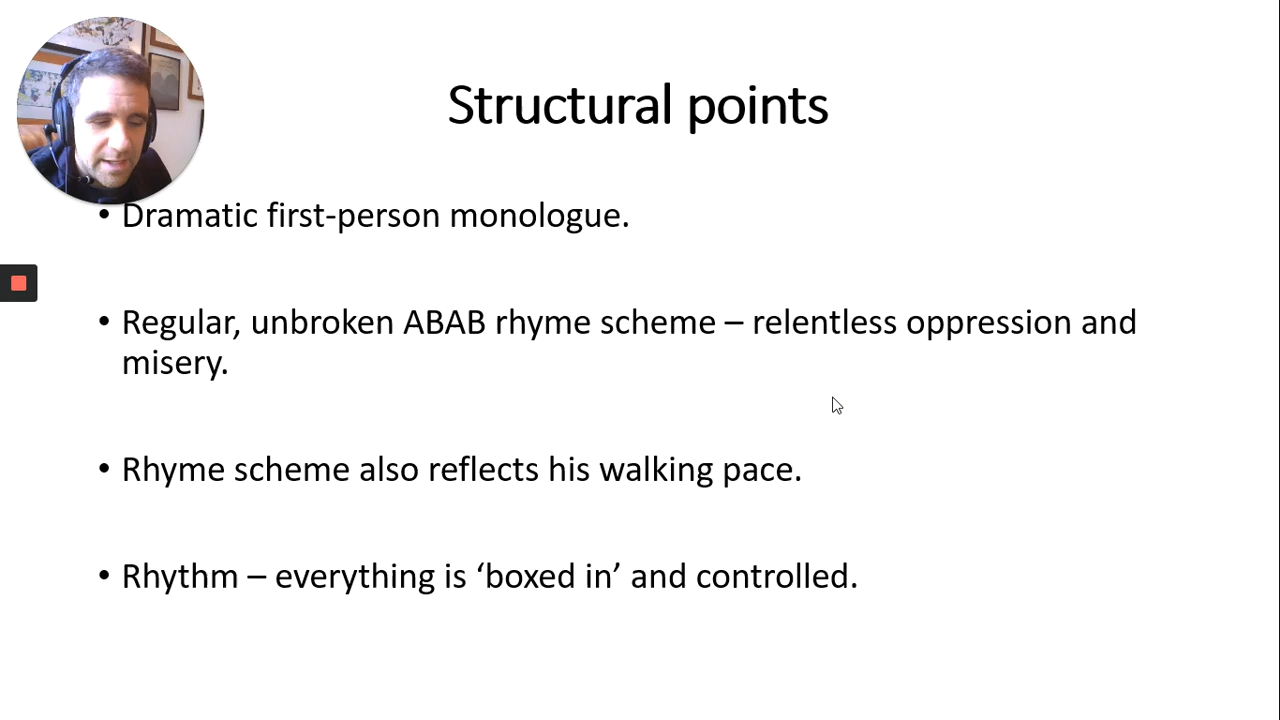 Structural points
• Dramatic first-person monologue.
• Regular, unbroken ABAB rhyme scheme – relentless oppression and
misery.
• Rhyme scheme also reflects his walking pace.
• Rhythm – everything is ‘boxed in’ and controlled.